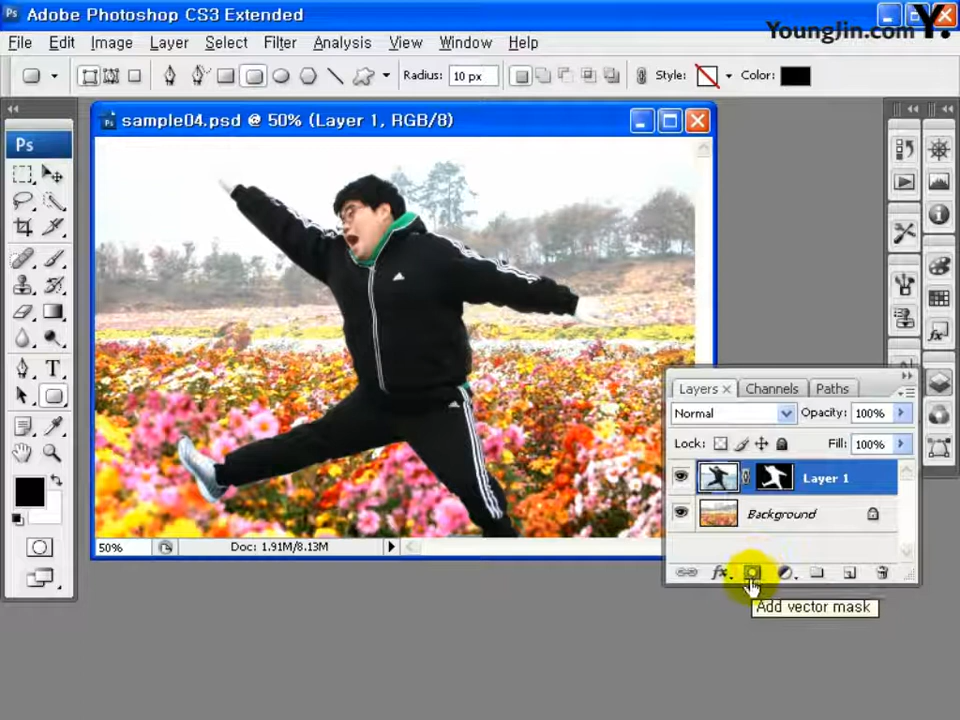 Ps Adobe Photoshop CS3 Extended
YoungJin.com Y.
File Edit Image Layer Select Filter Analysis View Window Help
Radius: 10 px Style: Color:
sample04.psd @ 50% (Layer 1, RGB/8)
Ps
T
Layers × Channels Paths
Normal Opacity: 100%
Lock: Fill: 100%
Layer 1
Background
50% Doc: 1.91M/8.13M
fx
Add vector mask